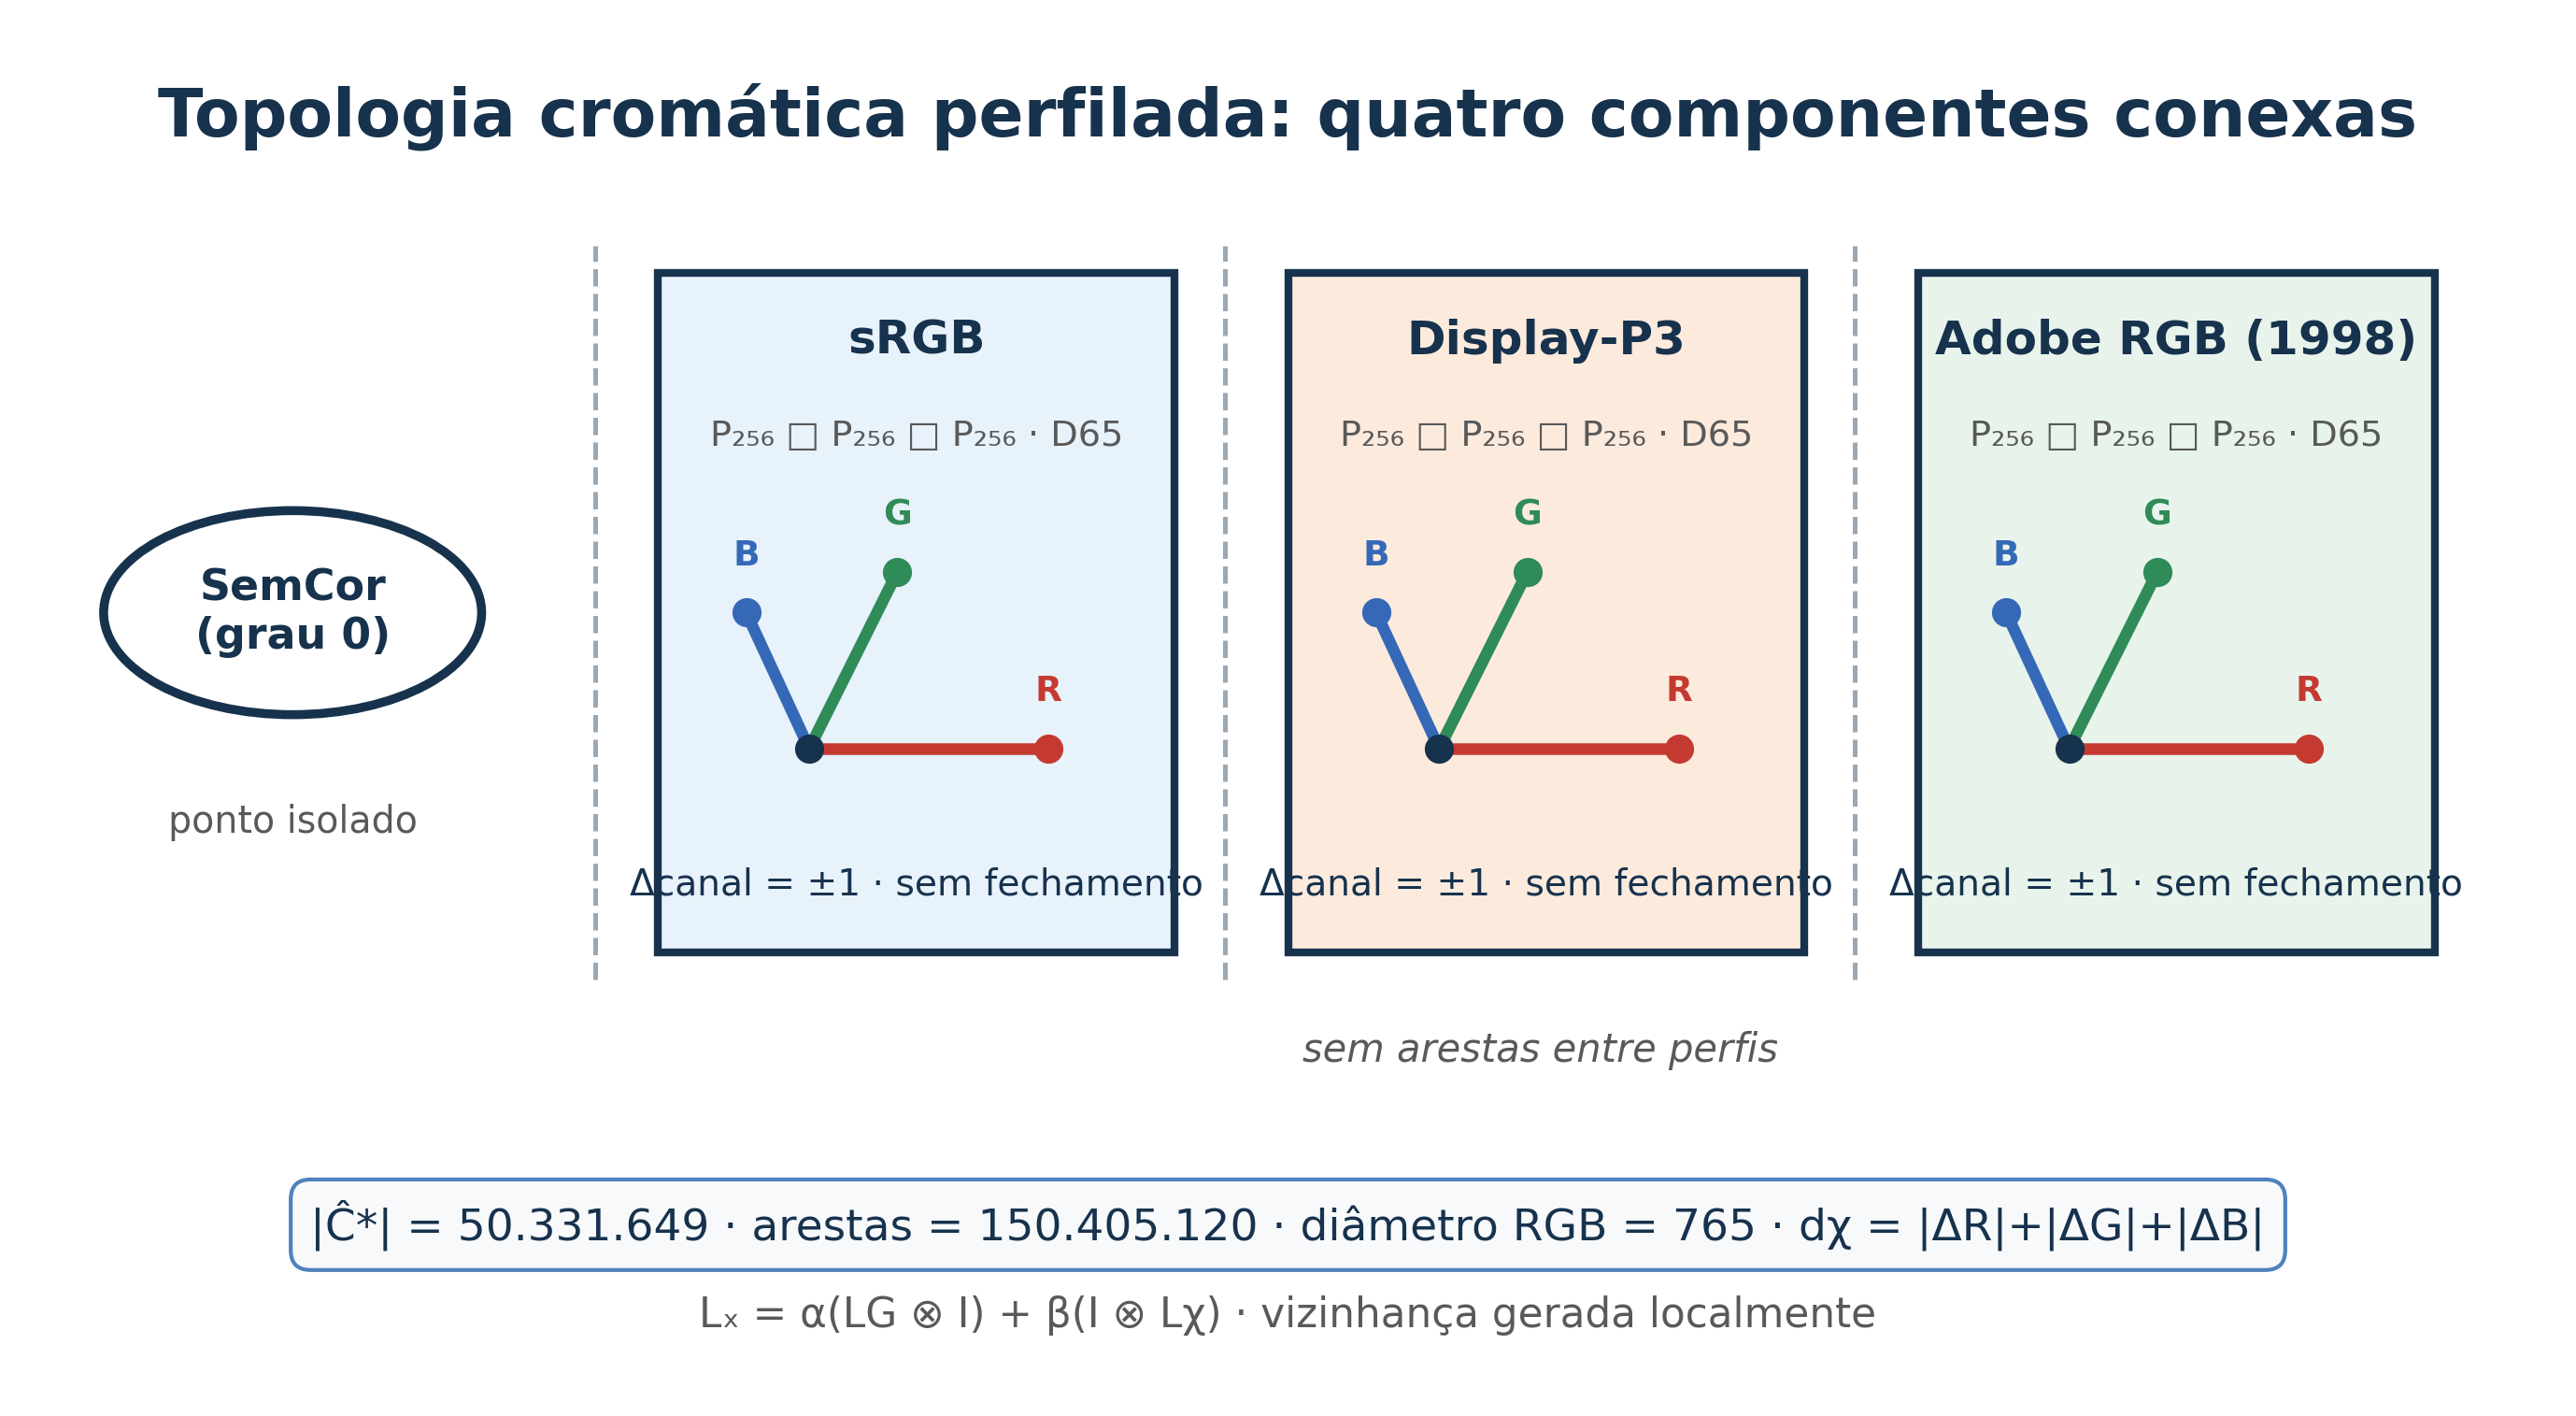 Topologia cromática perfilada: quatro componentes conexas
SemCor
(grau 0)
ponto isolado
sRGB
P₂₅₆ □ P₂₅₆ □ P₂₅₆ · D65
B
G
R
Δcanal = ±1 · sem fechamento
Display-P3
P₂₅₆ □ P₂₅₆ □ P₂₅₆ · D65
B
G
R
Δcanal = ±1 · sem fechamento
Adobe RGB (1998)
P₂₅₆ □ P₂₅₆ □ P₂₅₆ · D65
B
G
R
Δcanal = ±1 · sem fechamento
sem arestas entre perfis
|Ĉ*| = 50.331.649 · arestas = 150.405.120 · diâmetro RGB = 765 · dχ = |ΔR|+|ΔG|+|ΔB|
Lₓ = α(LG ⊗ I) + β(I ⊗ Lχ) · vizinhança gerada localmente